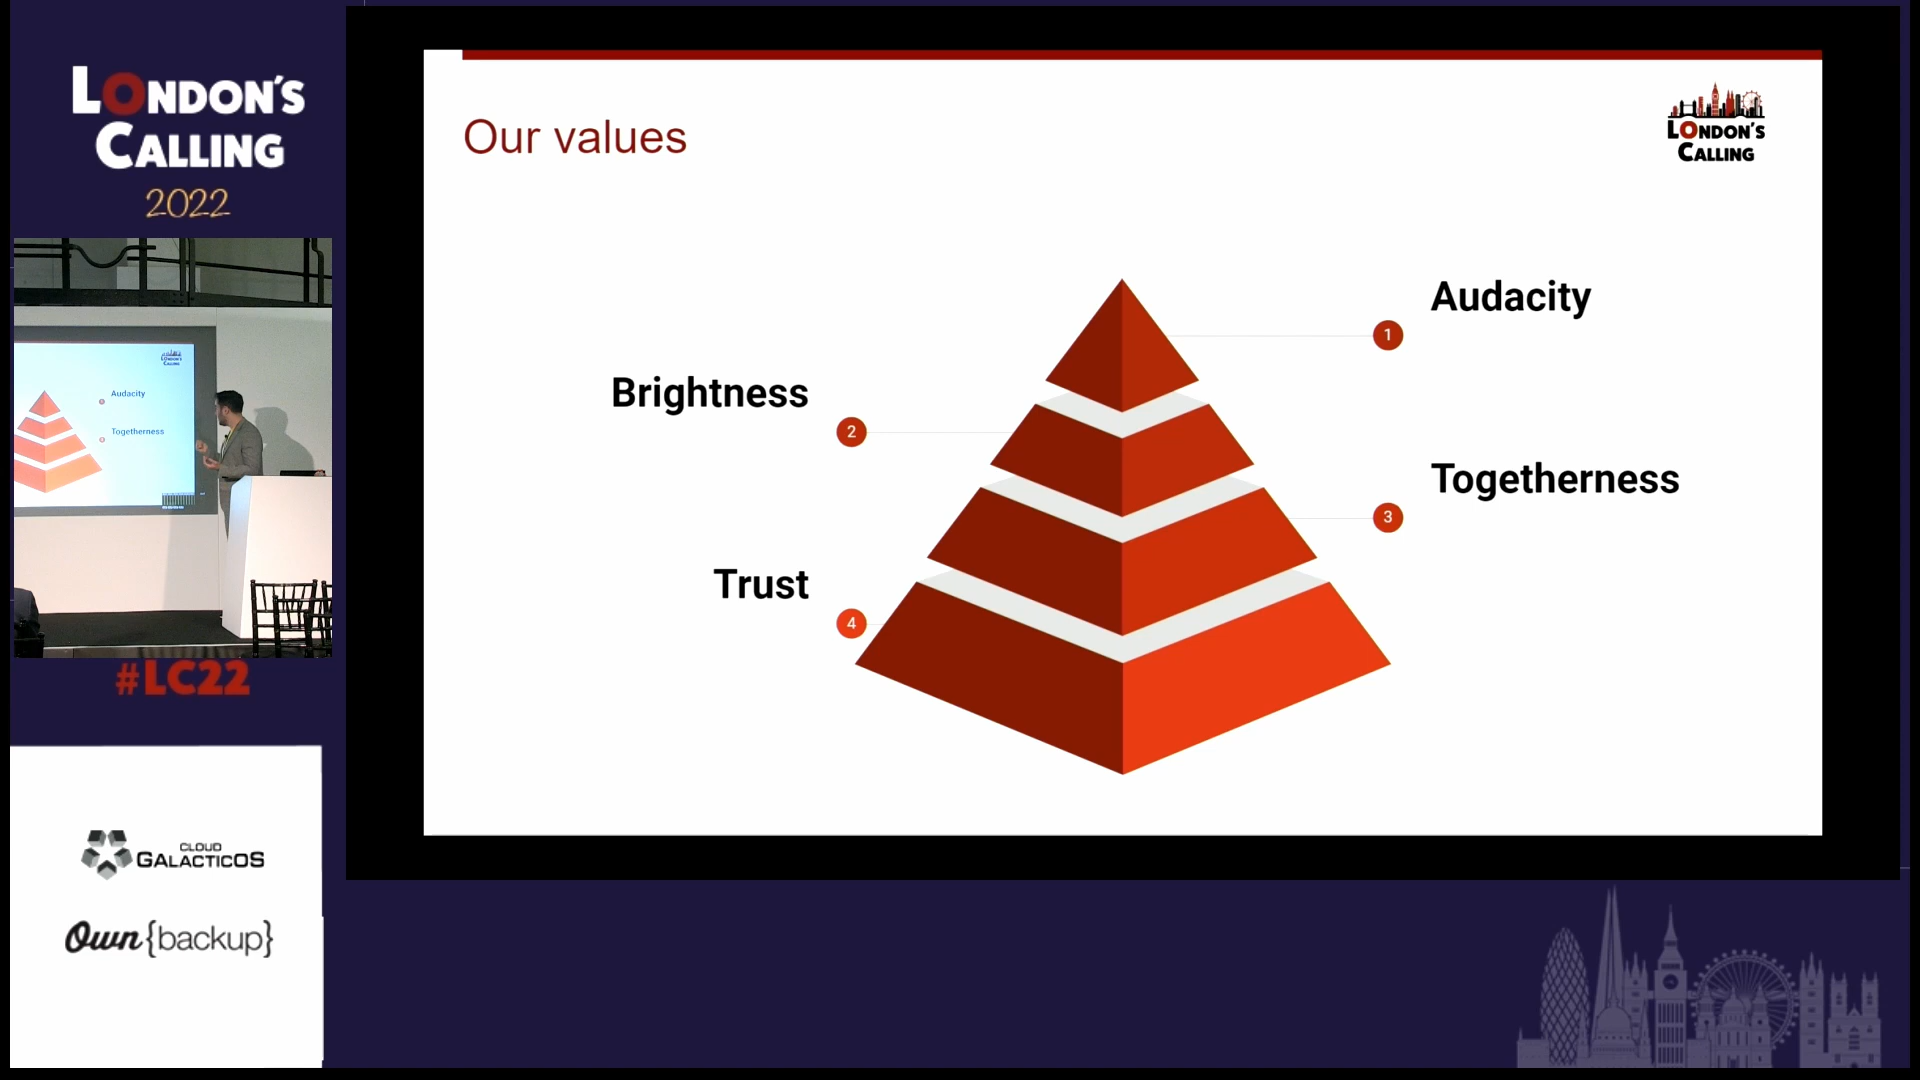 LONDON'S
CALLING
2022
Audacity
Togetherness
#LC22
CLOUD
GALACTICOS
Own{backup}
Our values
LONDON'S
CALLING
Audacity
1
Brightness
2
Togetherness
3
Trust
4